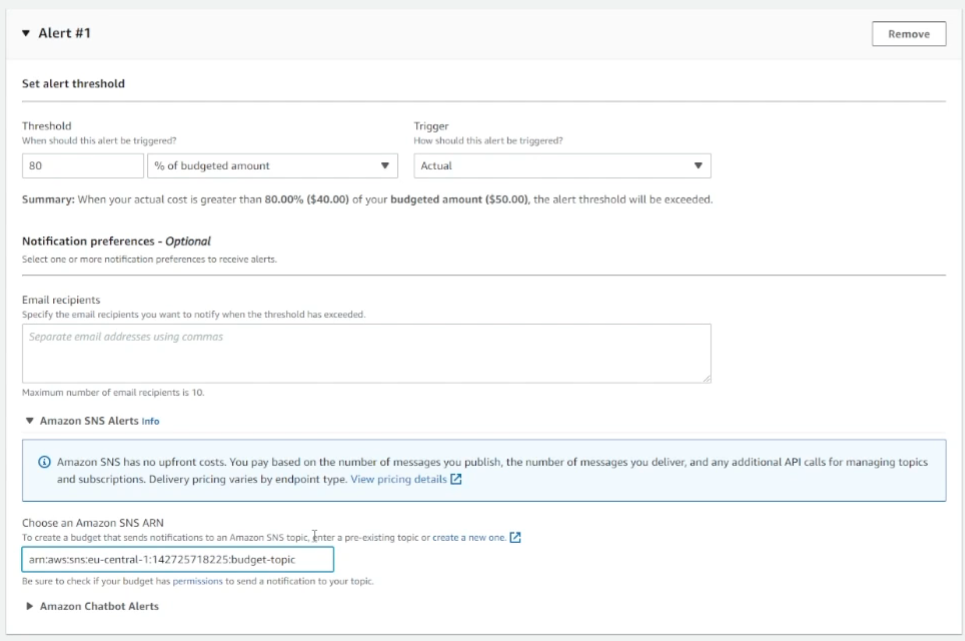 Alert #1
Remove
Set alert threshold
Threshold
When should this alert be triggered?
80
% of budgeted amount
Trigger
How should this alert be triggered?
Actual
Summary: When your actual cost is greater than 80.00% ($40.00) of your budgeted amount ($50.00), the alert threshold will be exceeded.
Notification preferences - Optional
Select one or more notification preferences to receive alerts.
Email recipients
Specify the email recipients you want to notify when the threshold has exceeded.
Separate email addresses using commas
Maximum number of email recipients is 10.
Amazon SNS Alerts Info
Amazon SNS has no upfront costs. You pay based on the number of messages you publish, the number of messages you deliver, and any additional API calls for managing topics
and subscriptions. Delivery pricing varies by endpoint type. View pricing details
Choose an Amazon SNS ARN
To create a budget that sends notifications to an Amazon SNS topic, enter a pre-existing topic or create a new one.
arn:aws:sns:eu-central-1:142725718225:budget-topic
Be sure to check if your budget has permissions to send a notification to your topic.
Amazon Chatbot Alerts